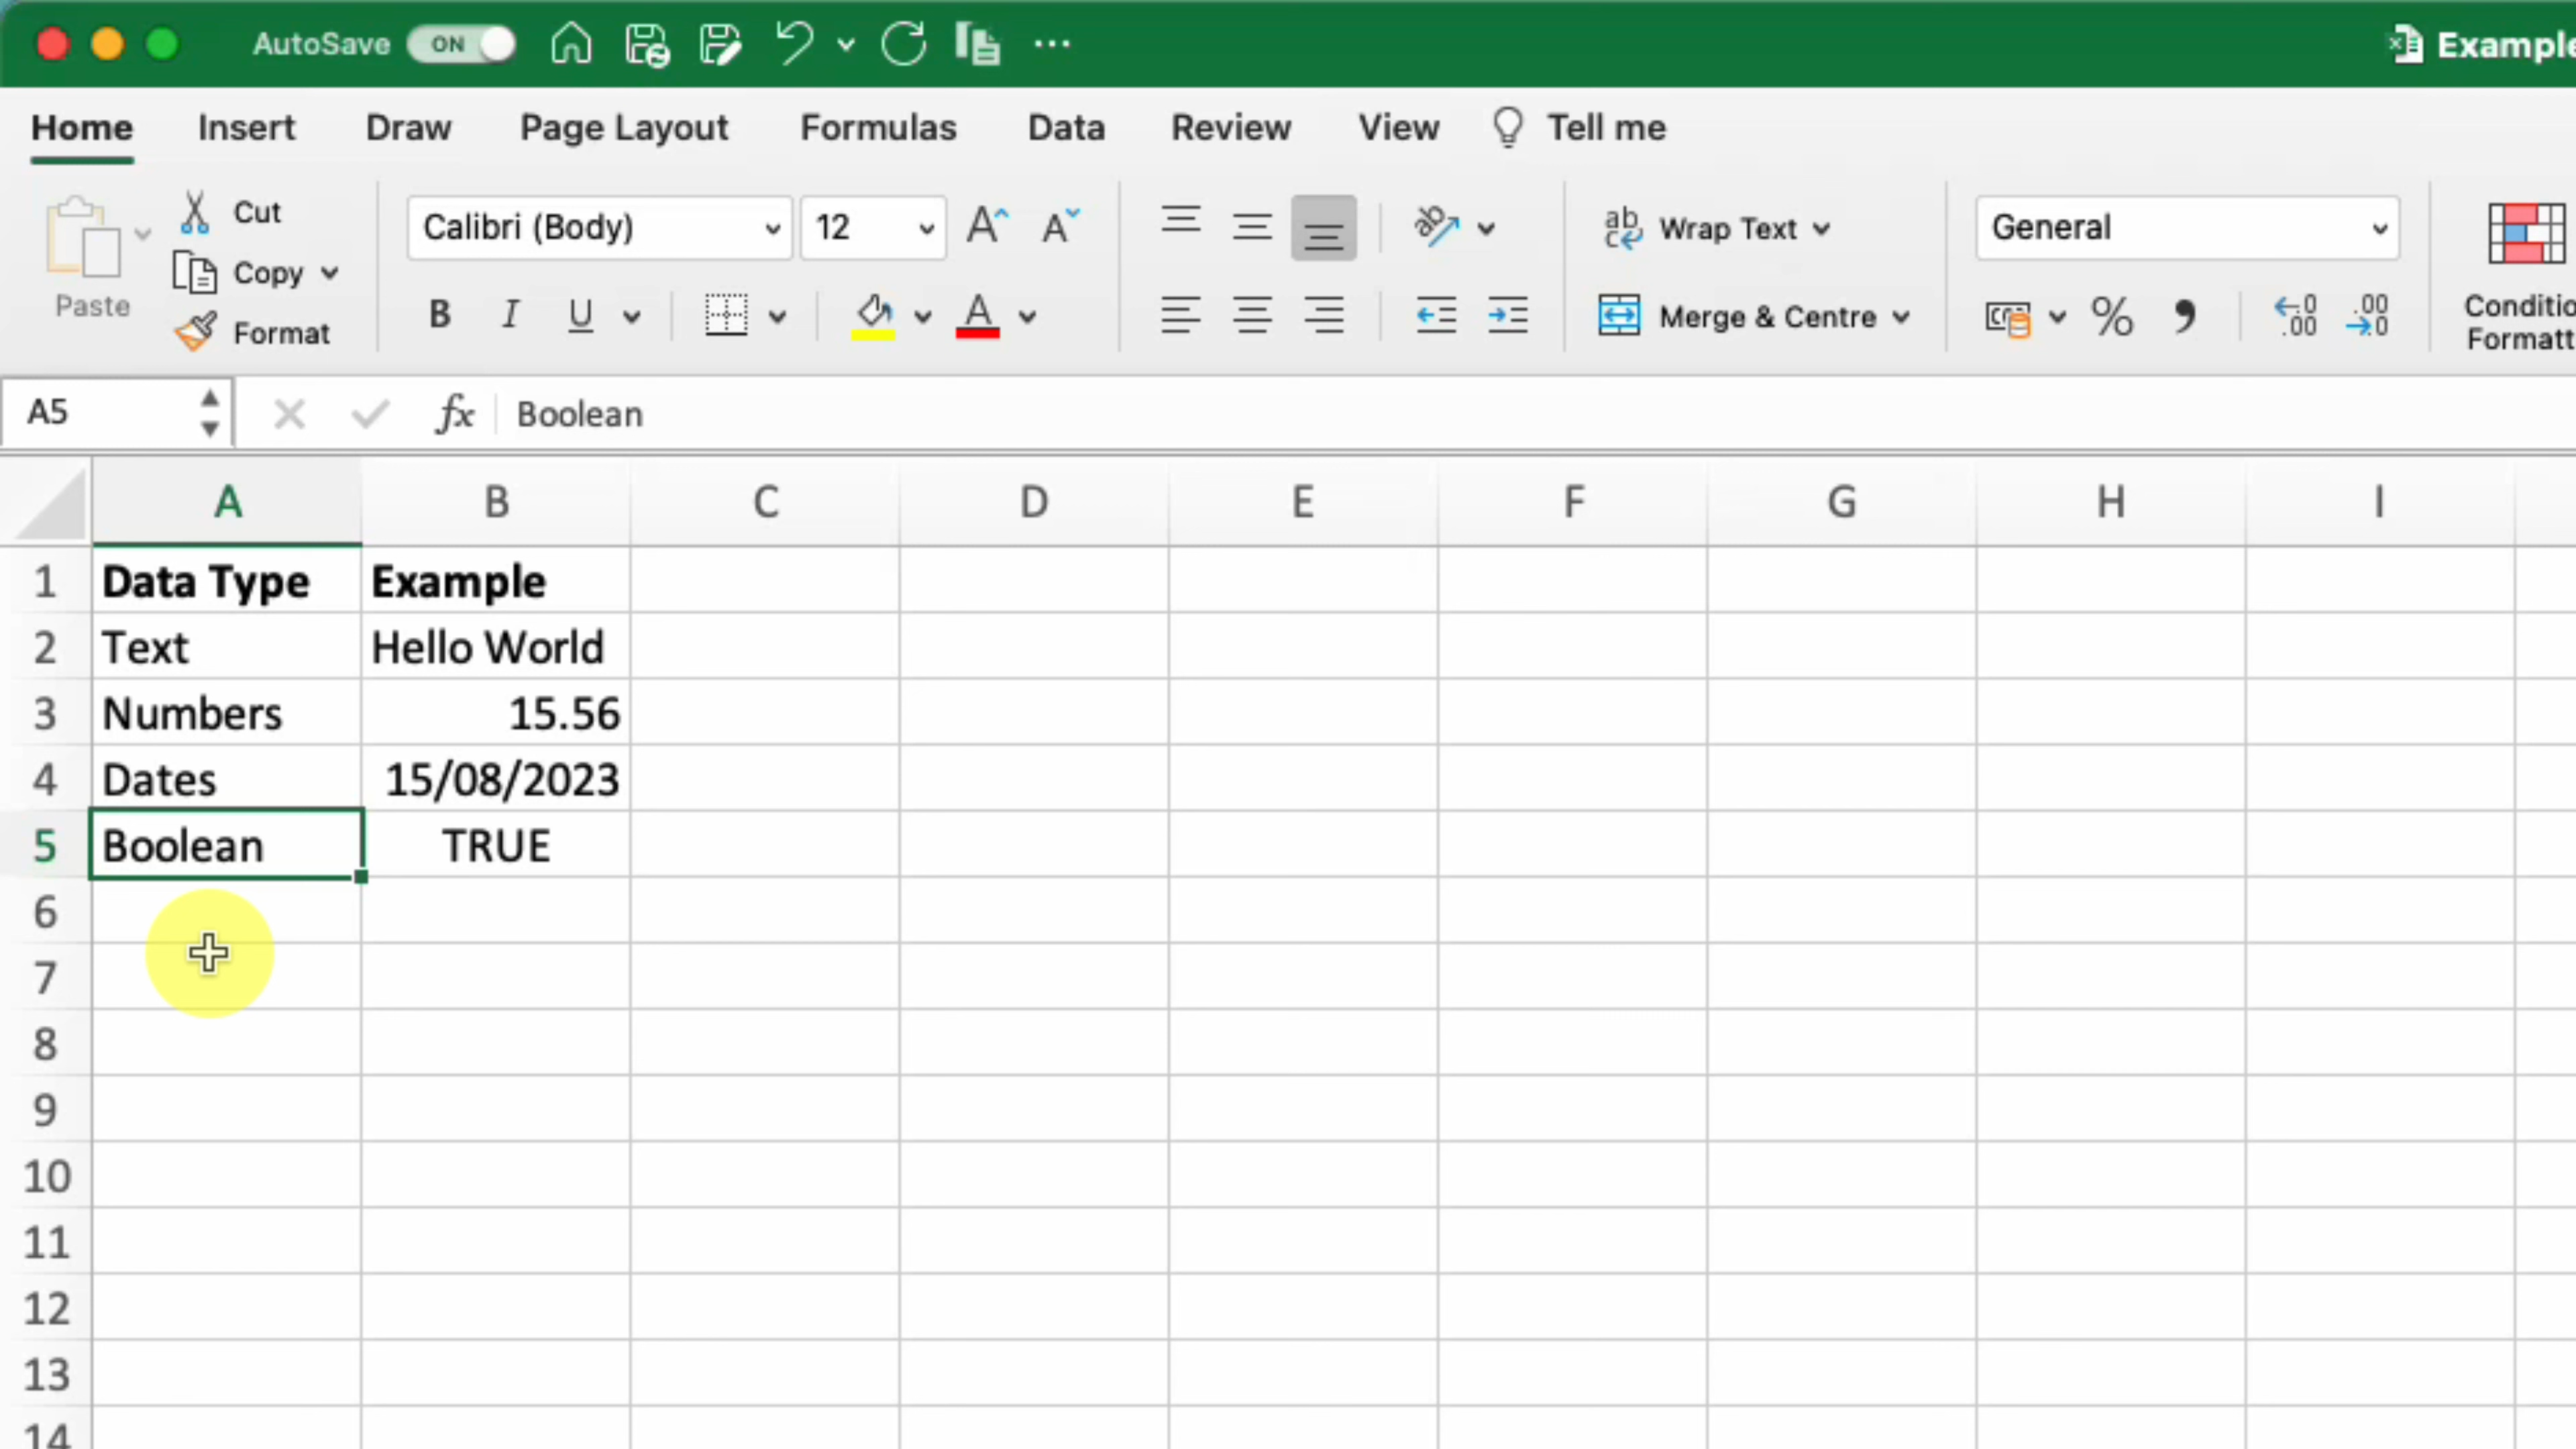 AutoSave ON Example
Home Insert Draw Page Layout Formulas Data Review View Tell me
Paste Cut Copy Format
Calibri (Body) 12
Wrap Text
Merge & Centre
General
Conditio
Formatt
A5 fx Boolean
A B C D E F G H I
1 Data Type Example
2 Text Hello World
3 Numbers 15.56
4 Dates 15/08/2023
5 Boolean TRUE
6
7
8
9
10
11
12
13
14